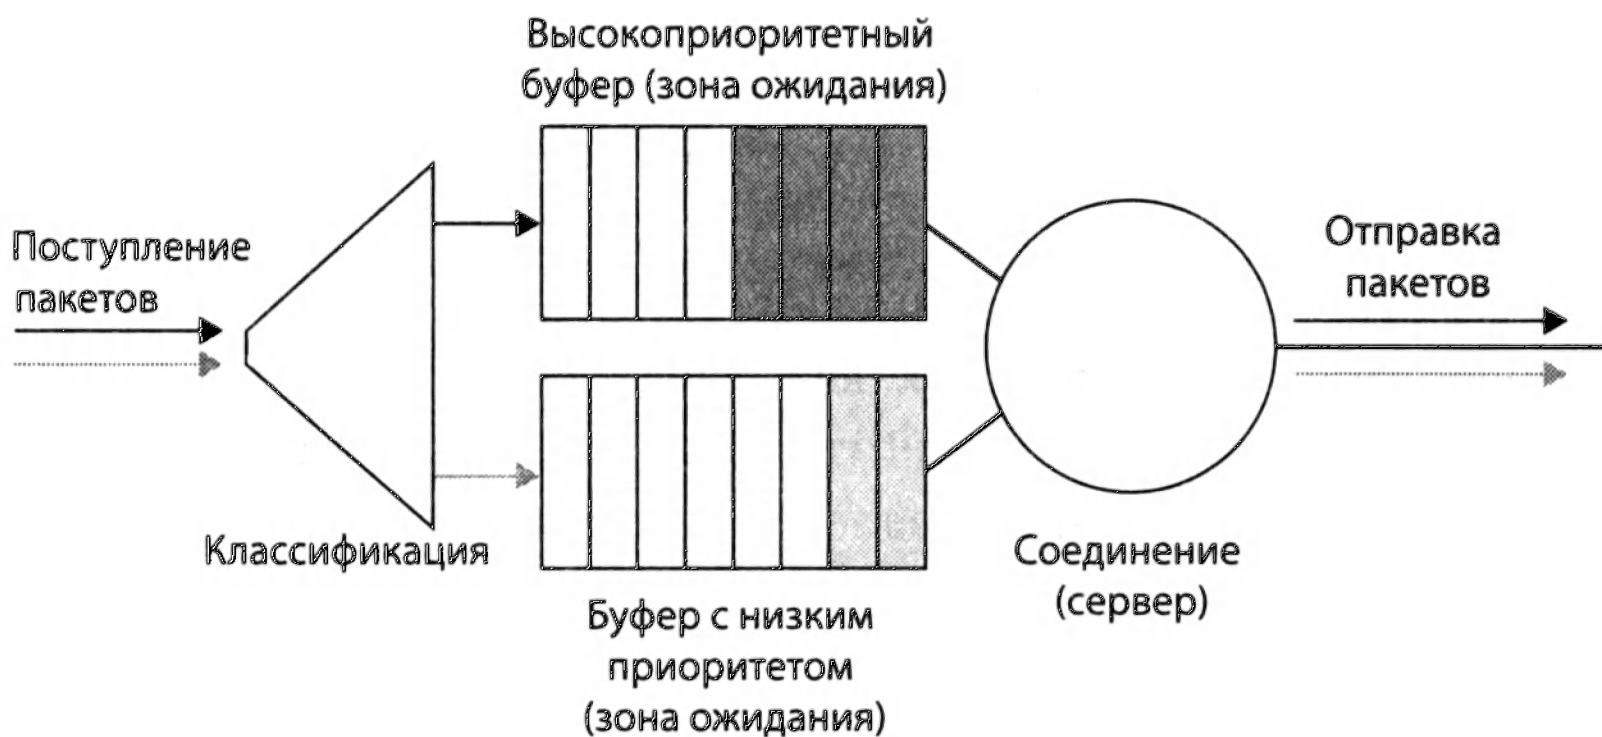 Высокоприоритетный
буфер (зона ожидания)
Поступление
пакетов
Отправка
пакетов
Классификация
Соединение
(сервер)
Буфер с низким
приоритетом
(зона ожидания)